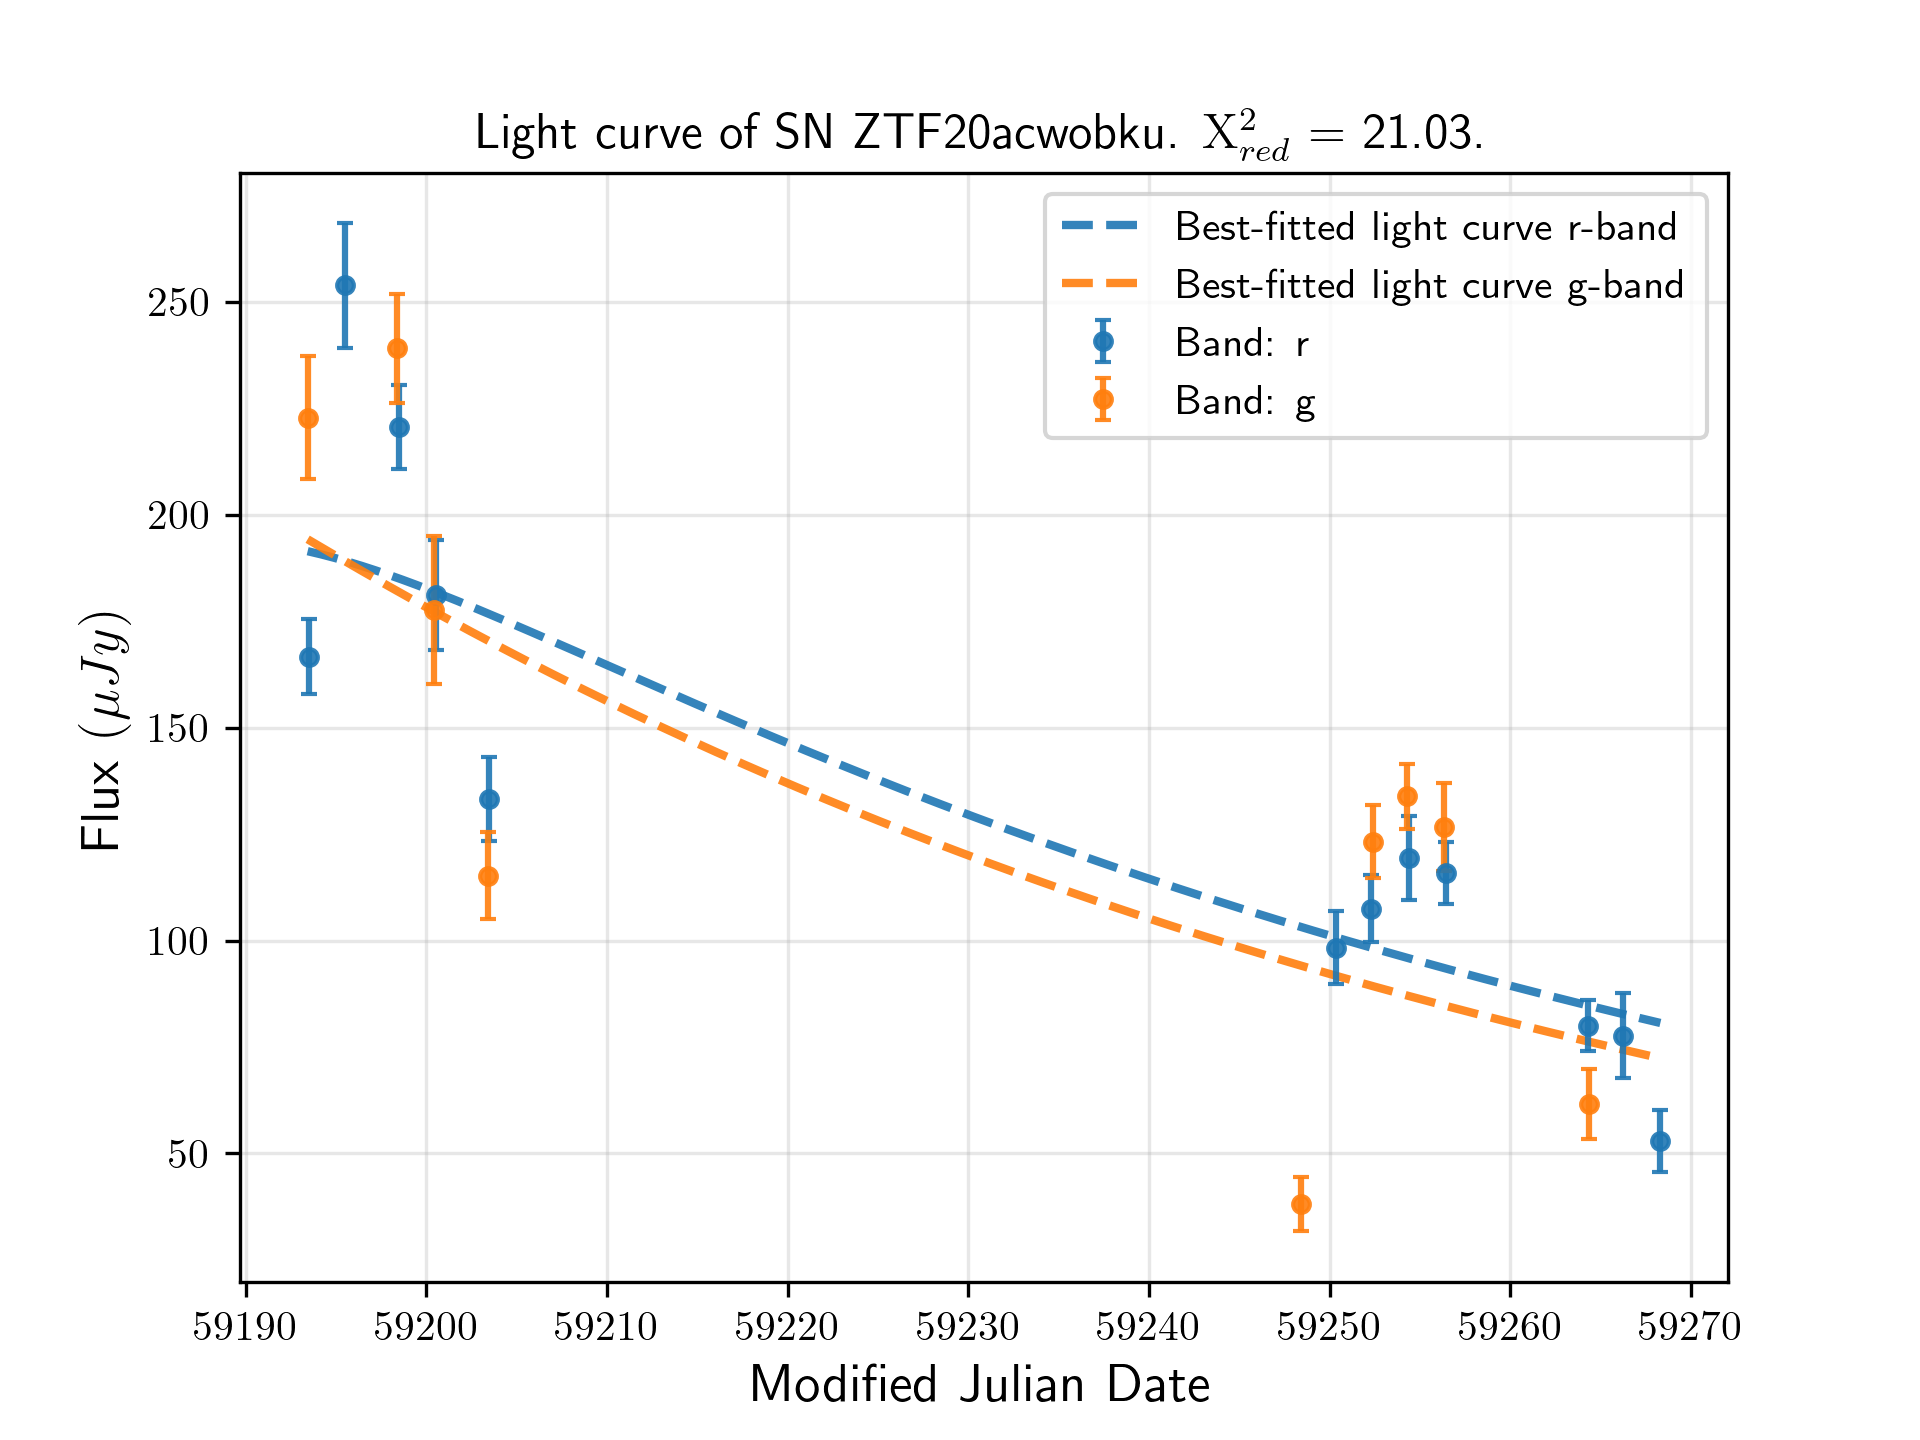 Light curve of SN ZTF20acwobku. X²_red = 21.03.
Best-fitted light curve r-band
Best-fitted light curve g-band
Band: r
Band: g
Flux (μJy)
250
200
150
100
50
59190 59200 59210 59220 59230 59240 59250 59260 59270
Modified Julian Date